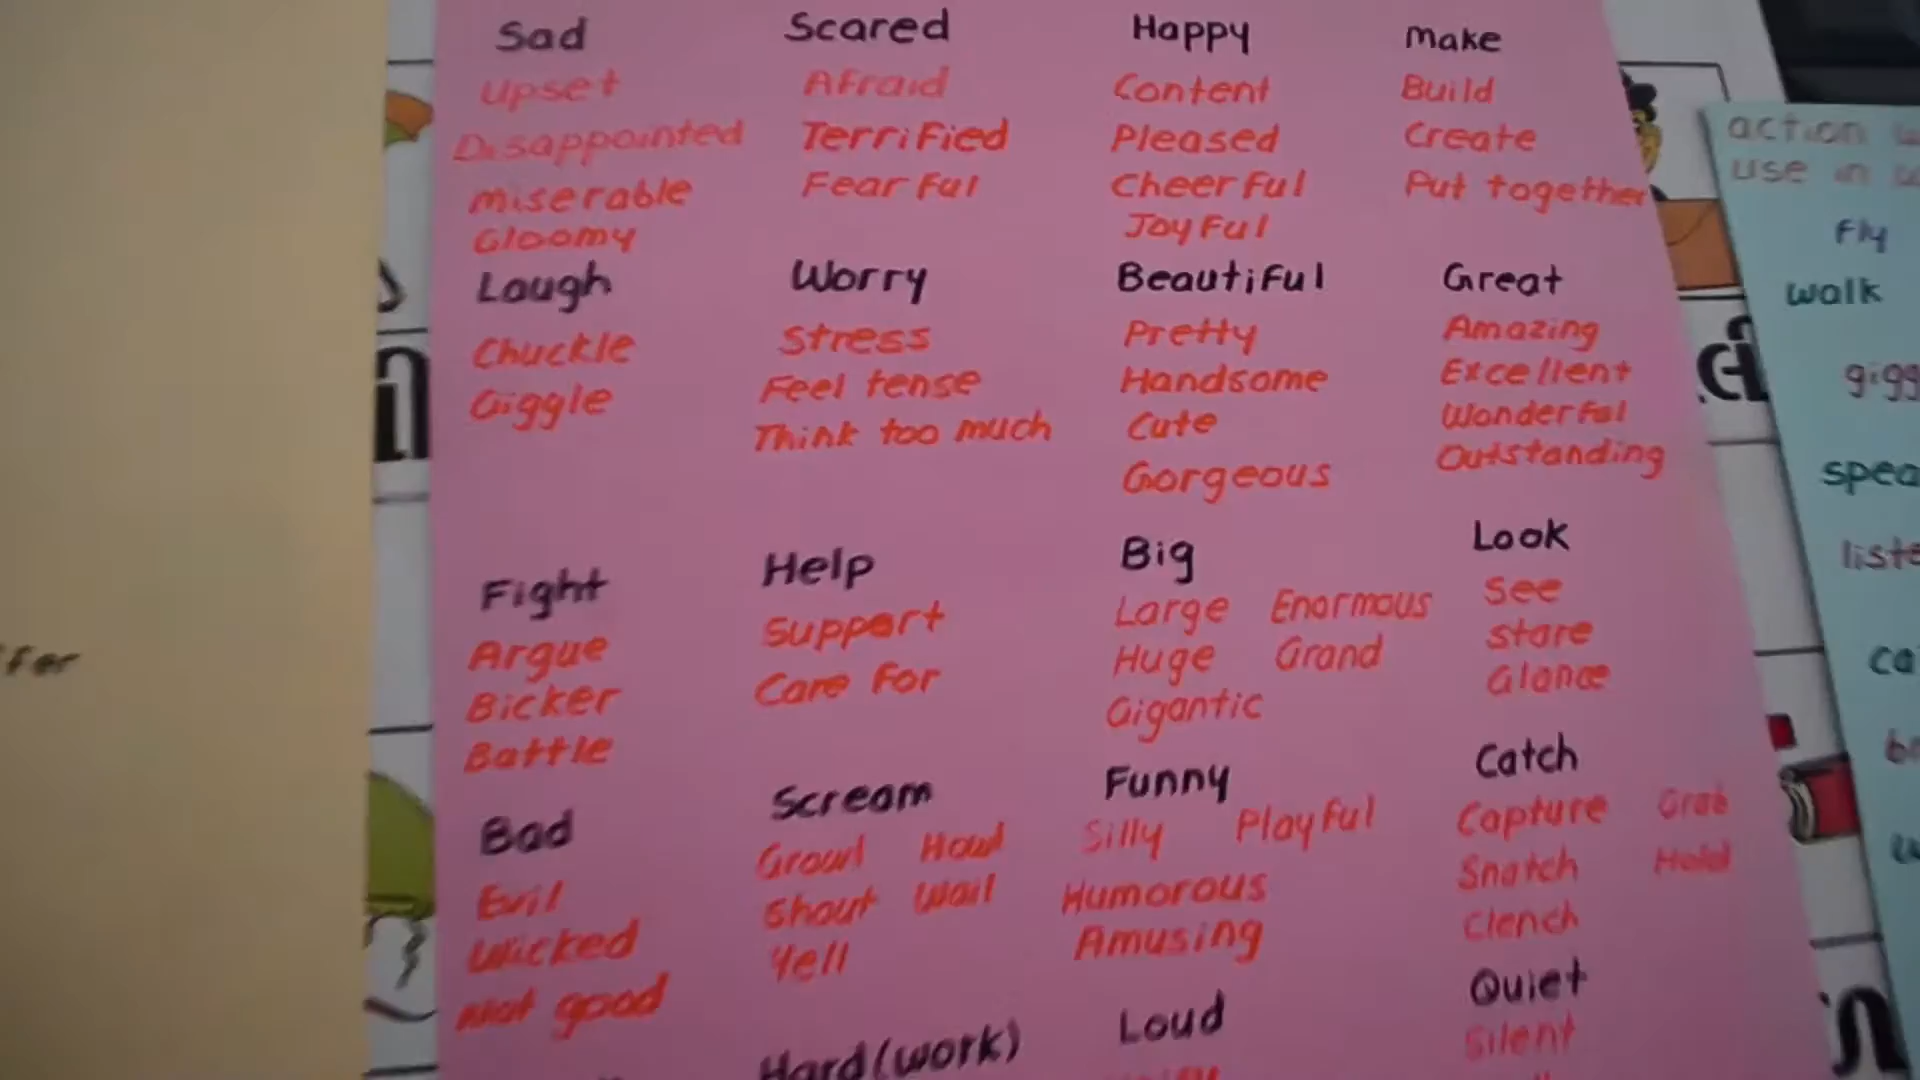 Sad
Upset
Disappointed
Miserable
Gloomy
Scared
Afraid
Terrified
Fearful
Happy
Content
Pleased
Cheerful
Joyful
Make
Build
Create
Put together
Laugh
Chuckle
Giggle
Worry
Stress
Feel tense
Think too much
Beautiful
Pretty
Handsome
Cute
Gorgeous
Great
Amazing
Excellent
Wonderful
Outstanding
Fight
Argue
Bicker
Battle
Help
Support
Care for
Big
Large Enormous
Huge Grand
Gigantic
Look
See
Stare
Glance
Bad
Evil
Wicked
Not good
Scream
Growl Howl
Shout Wail
Yell
Funny
Silly Playful
Humorous
Amusing
Catch
Capture Grab
Snatch Hold
Clench
Hard (work)
Loud
Quiet
Silent
action
use in
fly
walk